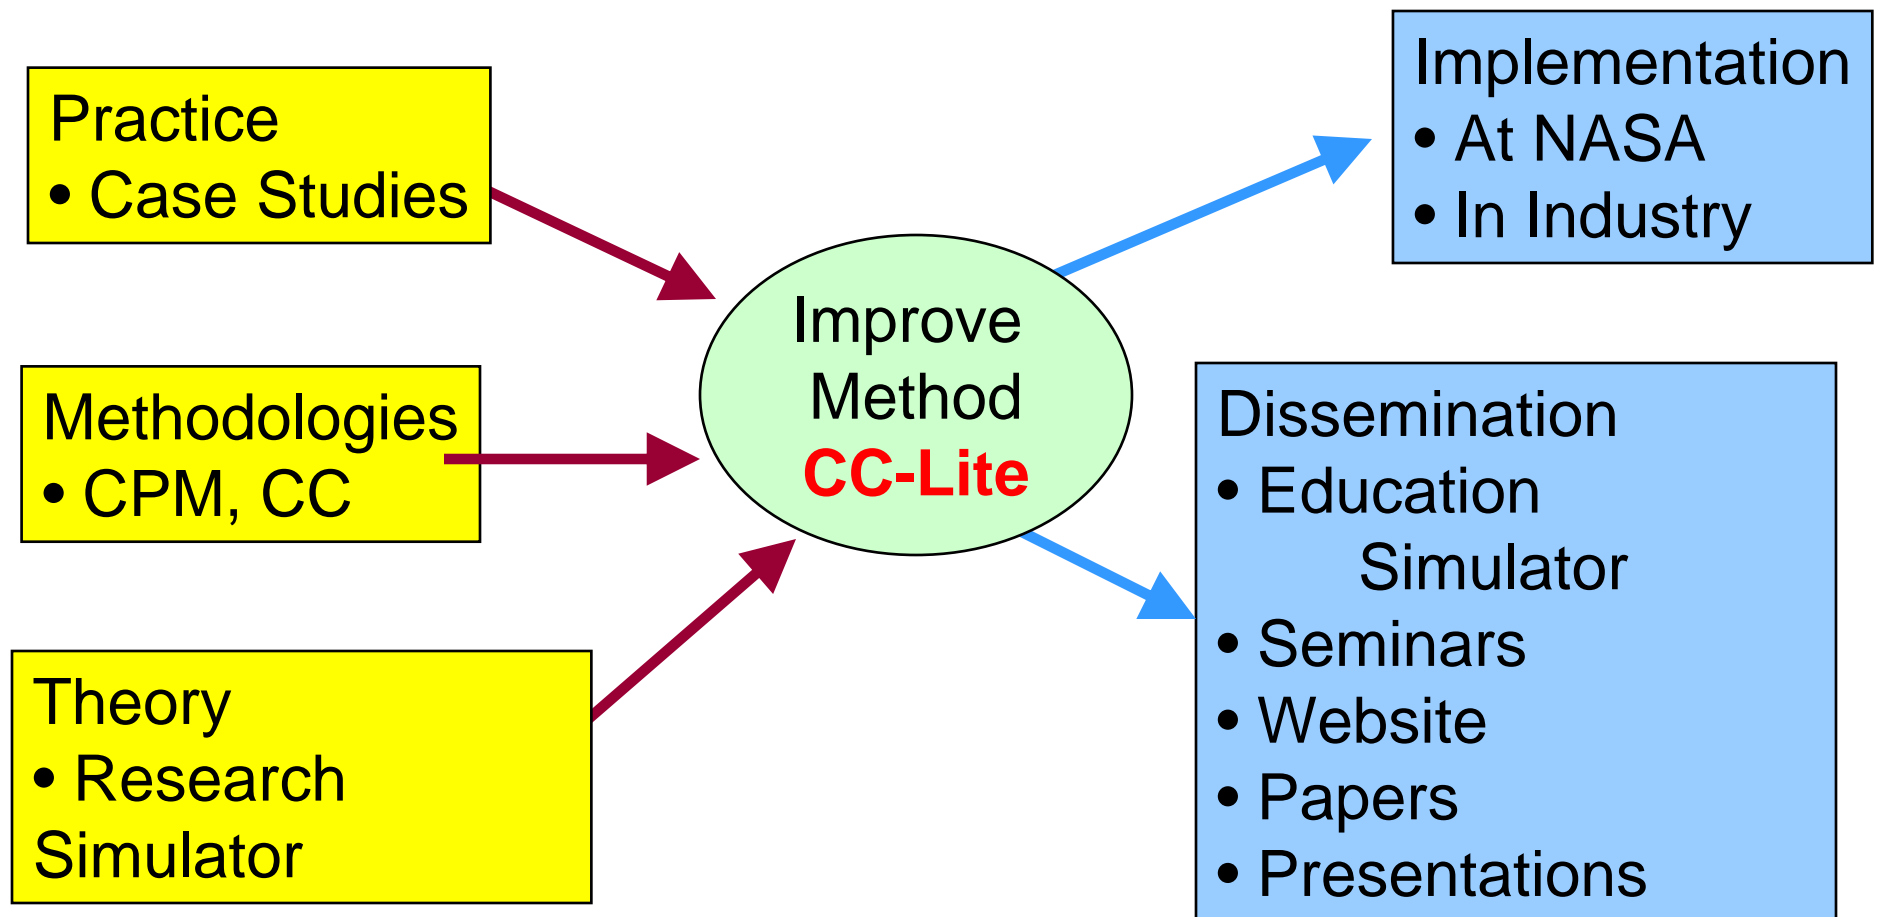 Practice
• Case Studies
Methodologies
• CPM, CC
Theory
• Research
Simulator
Improve
Method
CC-Lite
Implementation
• At NASA
• In Industry
Dissemination
• Education
Simulator
• Seminars
• Website
• Papers
• Presentations